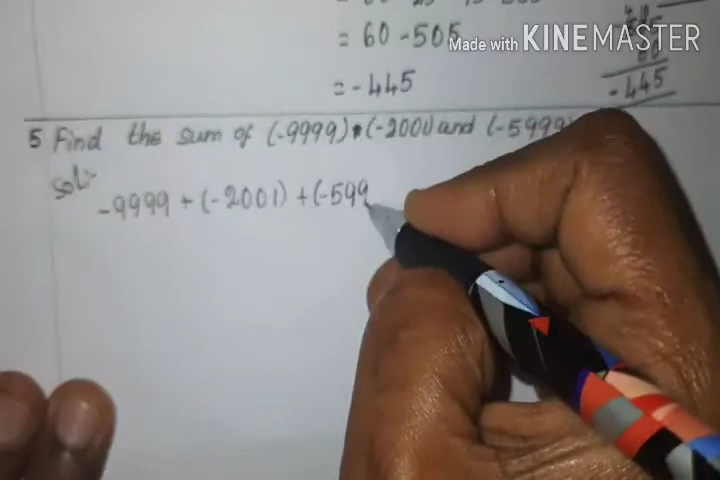 = 60 - 505
= - 445
- 445
Made with KINEMASTER
5 Find the sum of (-9999), (-2001) and (-5999)
Sol:-
-9999 + (-2001) + (-599